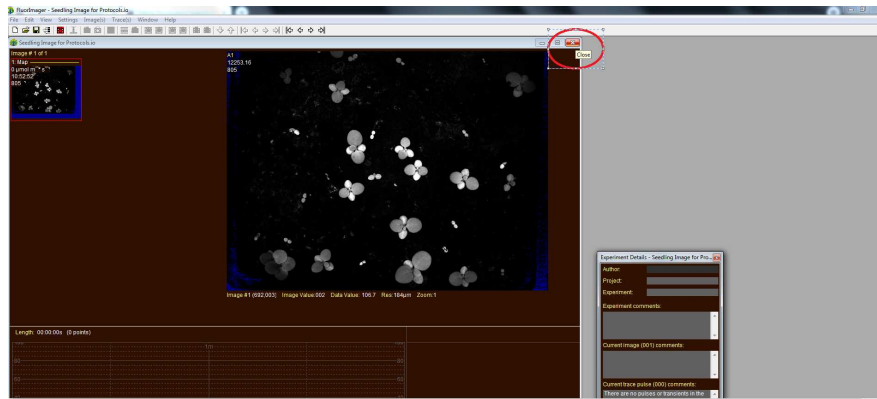 FluorImager - Seedling Image for Protocols.io
File Edit View Settings Image(s) Trace(s) Window Help
Seedling Image for Protocols.io
Close
Image # 1 of 1
1: Map
0 µmol m⁻² s⁻¹
10:52:52
805
A1
12253.16
805
Image #1 (692,003) Image Value:002 Data Value: 106.7 Res:184µm Zoom:1
Length: 00:00:00s (0 points)
1m
Experiment Details - Seedling Image for Pro...
Author:
Project:
Experiment:
Experiment comments:
Current image (001) comments:
Current trace pulse (000) comments:
There are no pulses or transients in the